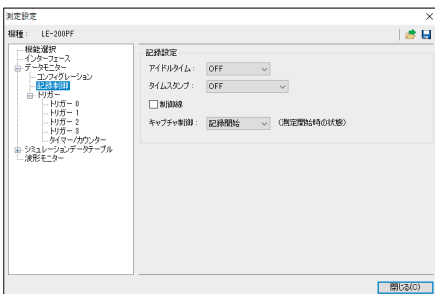 測定設定
機種： LE-200PF
機能選択
インターフェース
データモニター
コンフィグレーション
記録制御
トリガー
トリガー 0
トリガー 1
トリガー 2
トリガー 3
タイマー/カウンター
シミュレーションデータテーブル
波形モニター
記録設定
アイドルタイム： OFF
タイムスタンプ： OFF
制御線
キャプチャ制御： 記録開始 （測定開始時の状態）
閉じる(C)